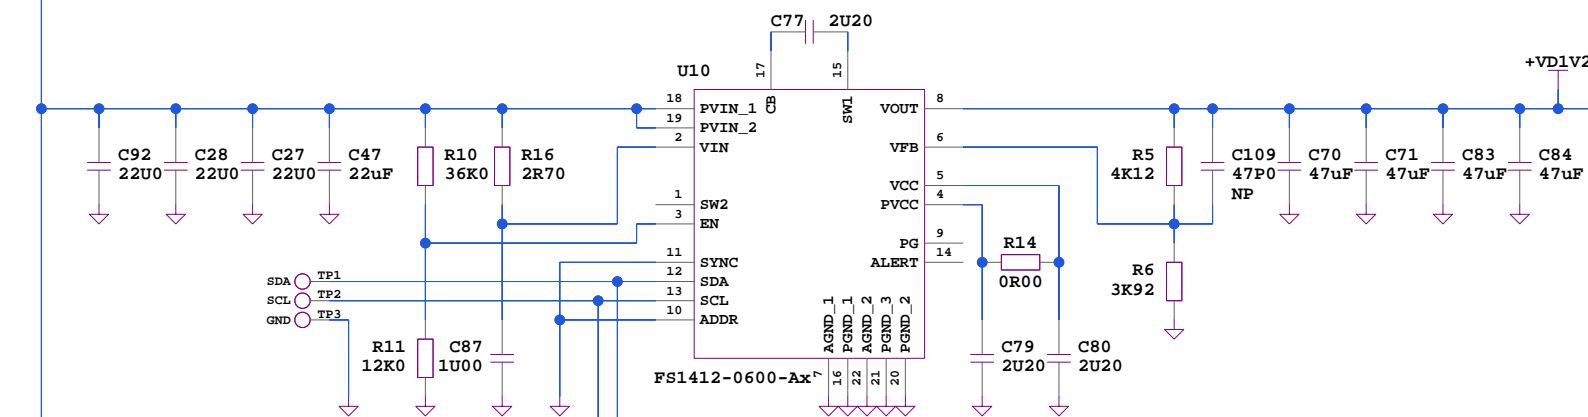 C77 2U20
+VD1V2
U10
17 15
CB SW1
18 PVIN_1
19 PVIN_2
2 VIN
1 SW2
3 EN
11 SYNC
12 SDA
13 SCL
10 ADDR
VOUT 8
VFB 6
VCC 5
PVCC 4
PG 9
ALERT 14
AGND_1 PGND_1 AGND_2 PGND_3 PGND_2
7 16 22 21 20
FS1412-0600-Ax
C92
22U0
C28
22U0
C27
22U0
C47
22uF
R10
36K0
R16
2R70
SDA TP1
SCL TP2
GND TP3
R11
12K0
C87
1U00
R14
0R00
C79
2U20
C80
2U20
R5
4K12
R6
3K92
C109
47P0
NP
C70
47uF
C71
47uF
C83
47uF
C84
47uF